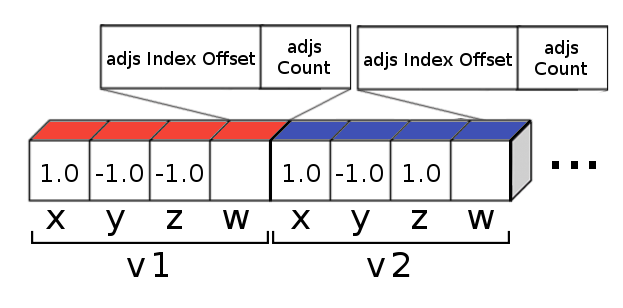 adjs Index Offset
adjs
Count
adjs Index Offset
adjs
Count
1.0 -1.0 -1.0 1.0 -1.0 1.0 ...
x y z w x y z w
v1 v2